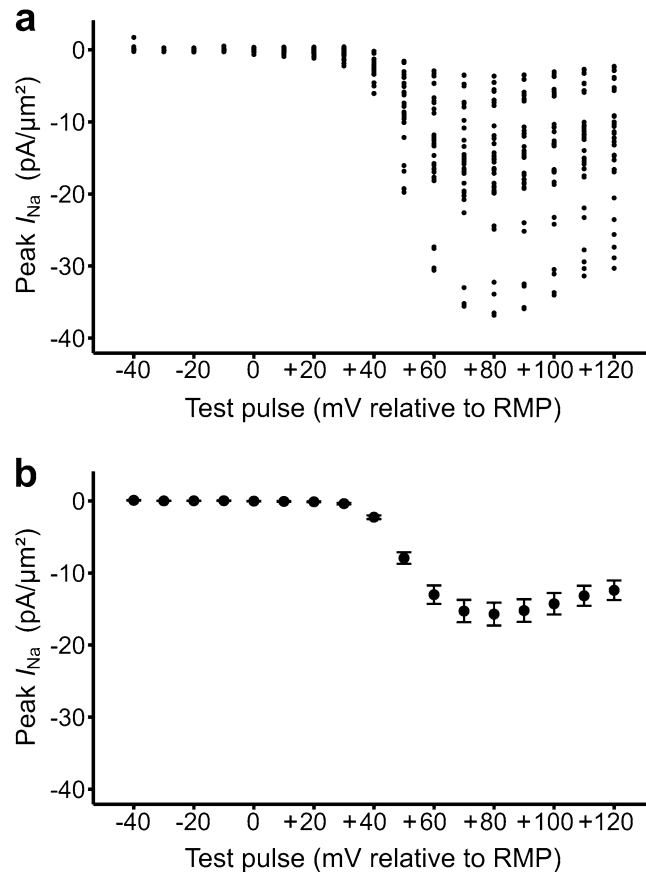 a
Peak I_Na (pA/µm²)
0
-10
-20
-30
-40
-40 -20 0 +20 +40 +60 +80 +100 +120
Test pulse (mV relative to RMP)
b
Peak I_Na (pA/µm²)
0
-10
-20
-30
-40
-40 -20 0 +20 +40 +60 +80 +100 +120
Test pulse (mV relative to RMP)